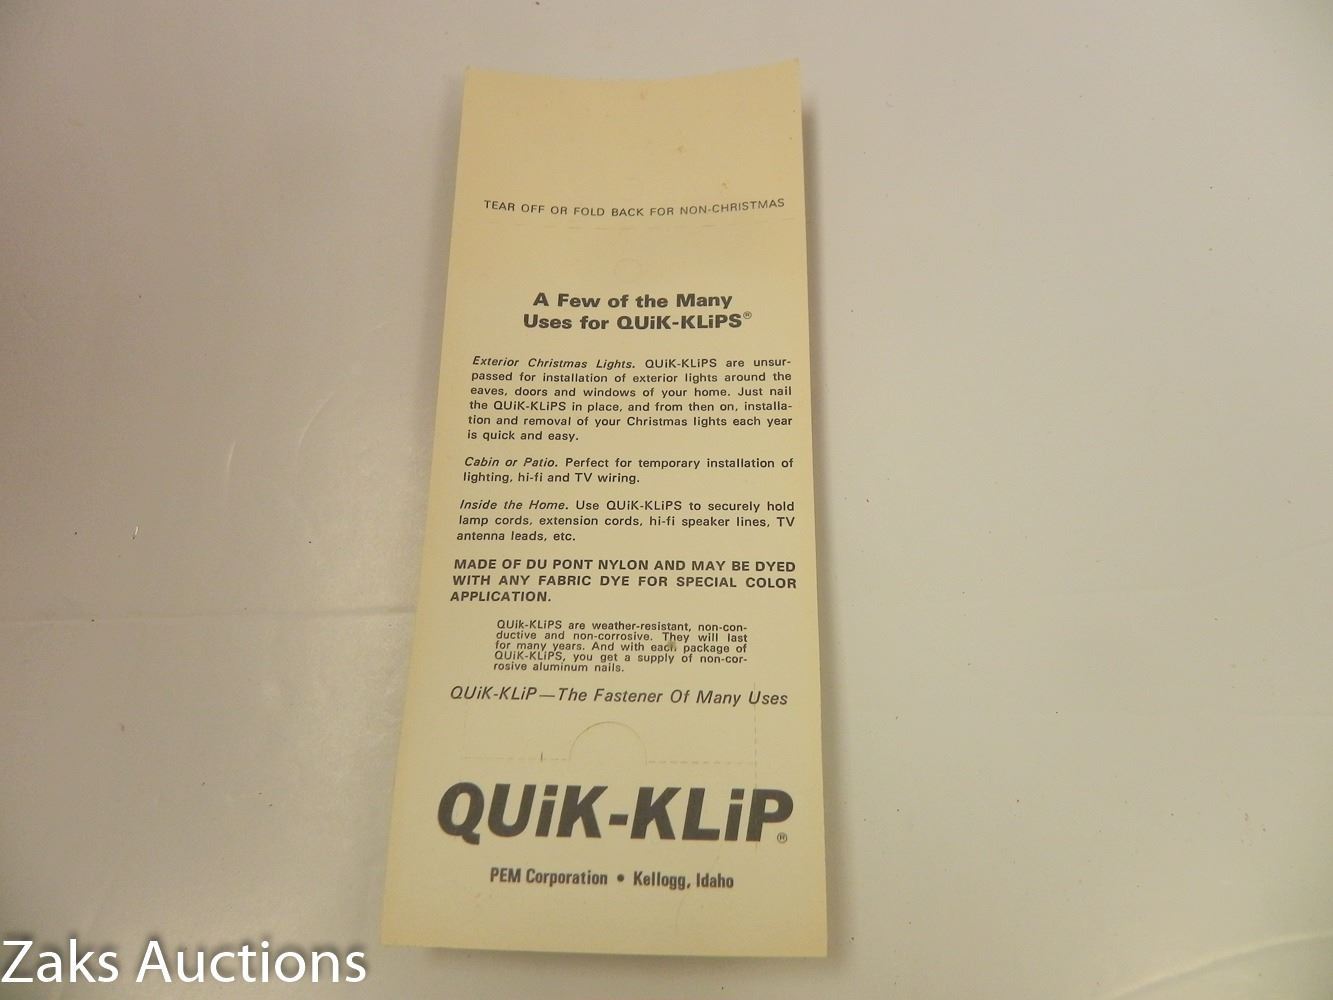 TEAR OFF OR FOLD BACK FOR NON-CHRISTMAS
A Few of the Many
Uses for QUiK-KLiPS®
Exterior Christmas Lights. QUiK-KLiPS are unsur-
passed for installation of exterior lights around the
eaves, doors and windows of your home. Just nail
the QUiK-KLiPS in place, and from then on, installa-
tion and removal of your Christmas lights each year
is quick and easy.
Cabin or Patio. Perfect for temporary installation of
lighting, hi-fi and TV wiring.
Inside the Home. Use QUiK-KLiPS to securely hold
lamp cords, extension cords, hi-fi speaker lines, TV
antenna leads, etc.
MADE OF DU PONT NYLON AND MAY BE DYED
WITH ANY FABRIC DYE FOR SPECIAL COLOR
APPLICATION.
QUik-KLiPS are weather-resistant, non-con-
ductive and non-corrosive. They will last
for many years. And with each package of
QUiK-KLiPS, you get a supply of non-cor-
rosive aluminum nails.
QUiK-KLiP—The Fastener Of Many Uses
QUiK-KLiP®
PEM Corporation • Kellogg, Idaho
Zaks Auctions